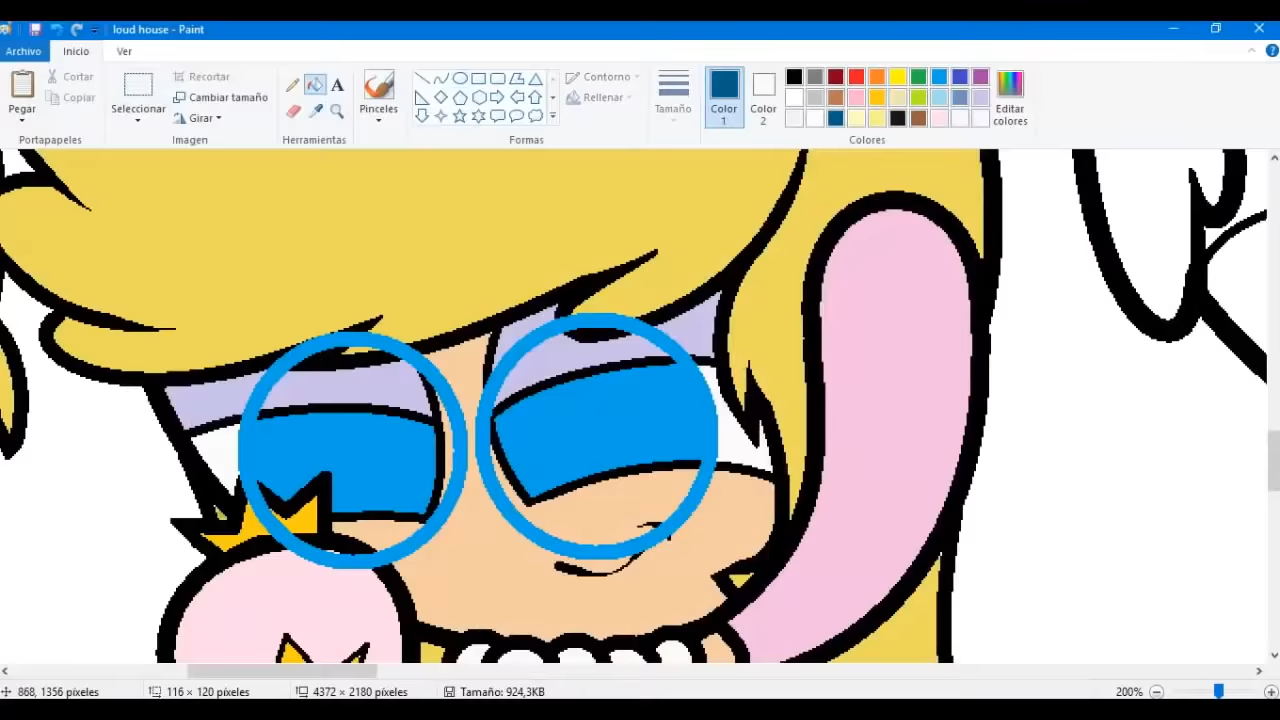 loud house - Paint
Archivo Inicio Ver
Pegar
Cortar
Copiar
Portapapeles
Seleccionar
Recortar
Cambiar tamaño
Girar
Imagen
A
Herramientas
Pinceles
Contorno
Rellenar
Formas
Tamaño
Color 1
Color 2
Editar colores
Colores
868, 1356 píxeles 116 × 120 píxeles 4372 × 2180 píxeles Tamaño: 924,3KB 200%